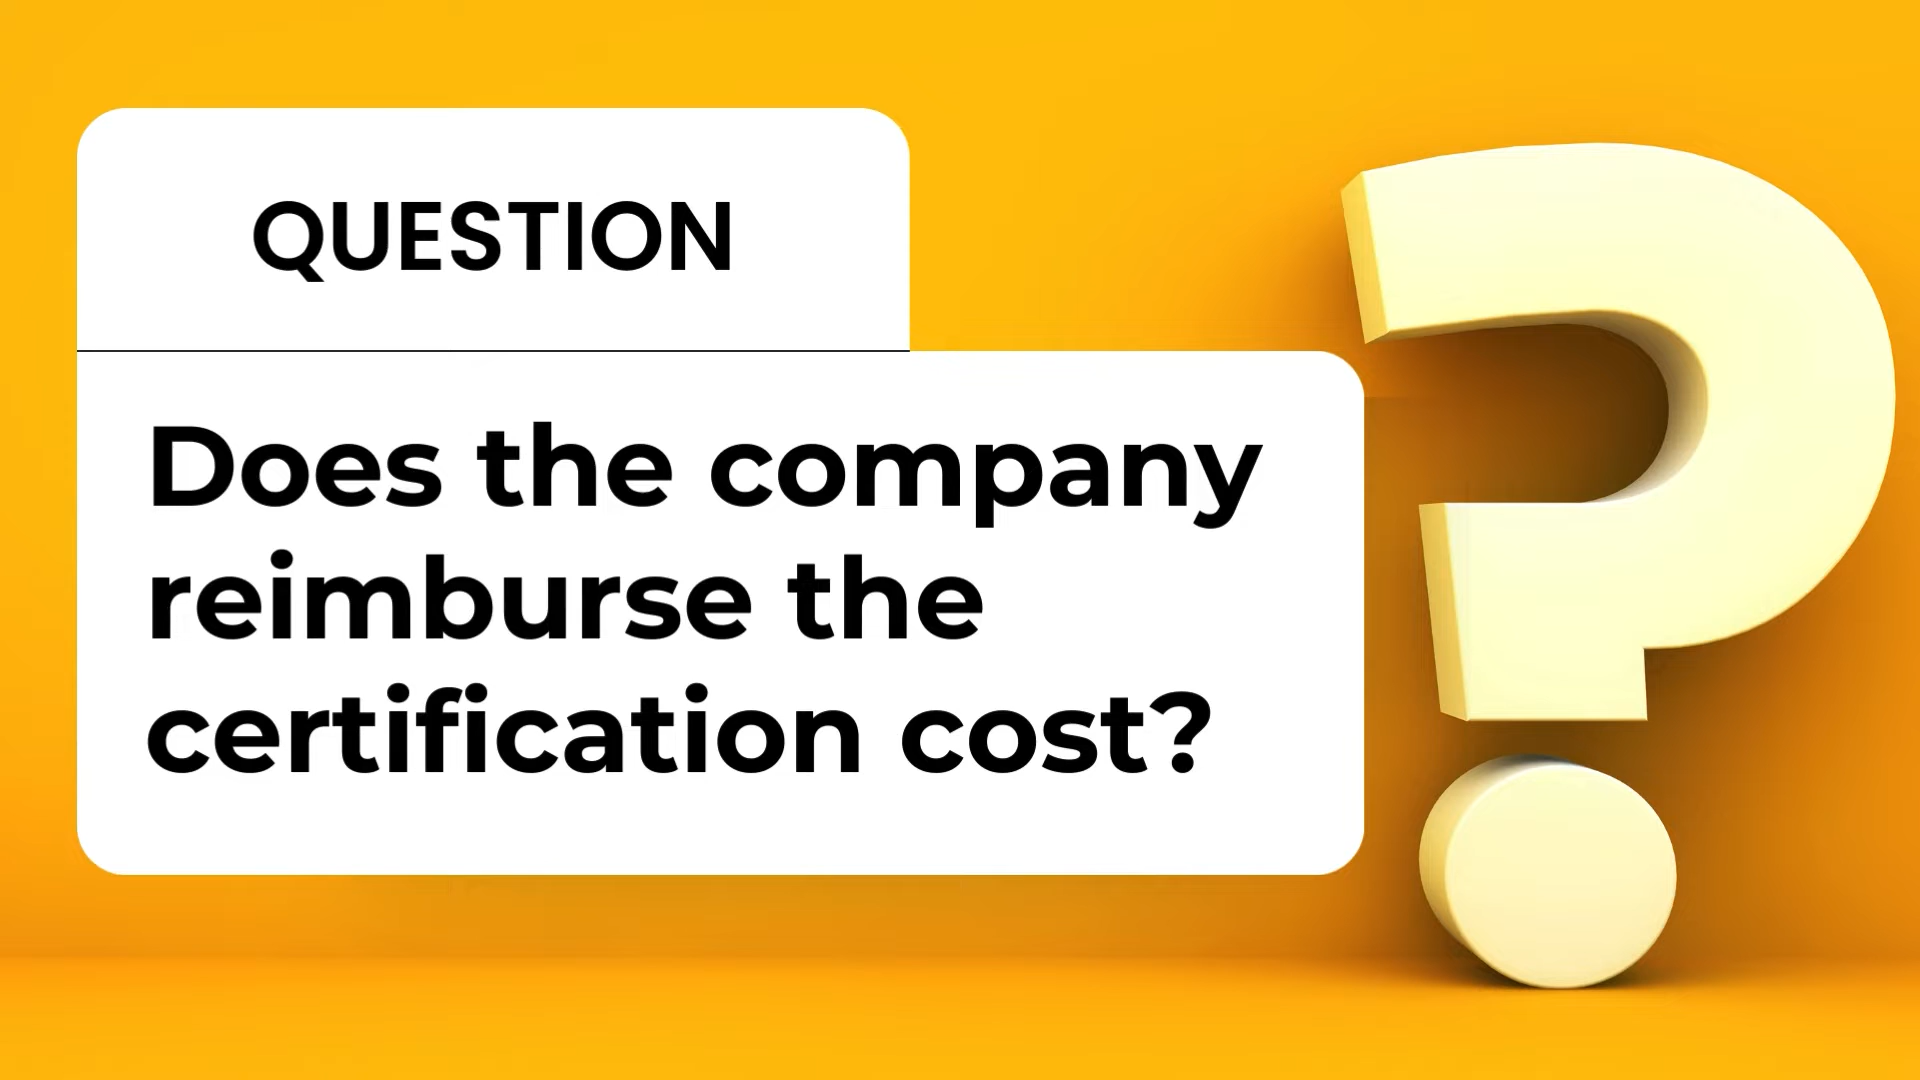 QUESTION
Does the company
reimburse the
certification cost?